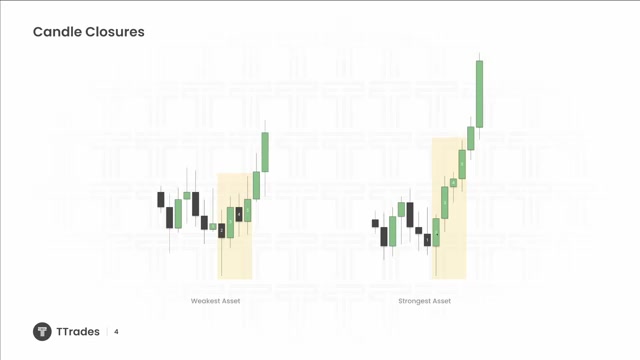 Candle Closures
Weakest Asset
Strongest Asset
TTrades
4